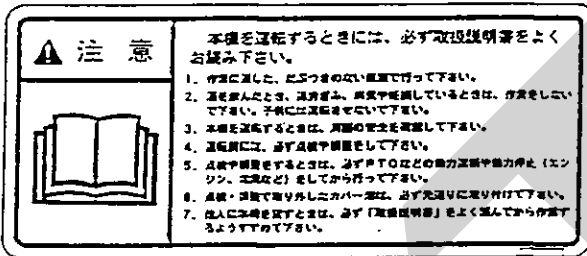 注 意
本機を運転するときには、必ず取扱説明書をよく
お読み下さい。
1. 作業に適した、だぶつきのない服装で行って下さい。
2. 酒を飲んだとき、過労ぎみ、病気や妊娠しているときは、作業をしない
で下さい。子供には運転させないで下さい。
3. 本機を運転するときは、周囲の安全を確認して下さい。
4. 運転前には、必ず点検や調整をして下さい。
5. 点検や調整をするときは、必ずPTOなどの動力遮断や動力停止（エン
ジン、など）をしてから行って下さい。
6. 点検・調整で取り外したカバー類は、必ず元通りに取り付けて下さい。
7. 他人に本機を貸すときは、必ず「取扱説明書」をよく読んでから作業す
るようすすめて下さい。